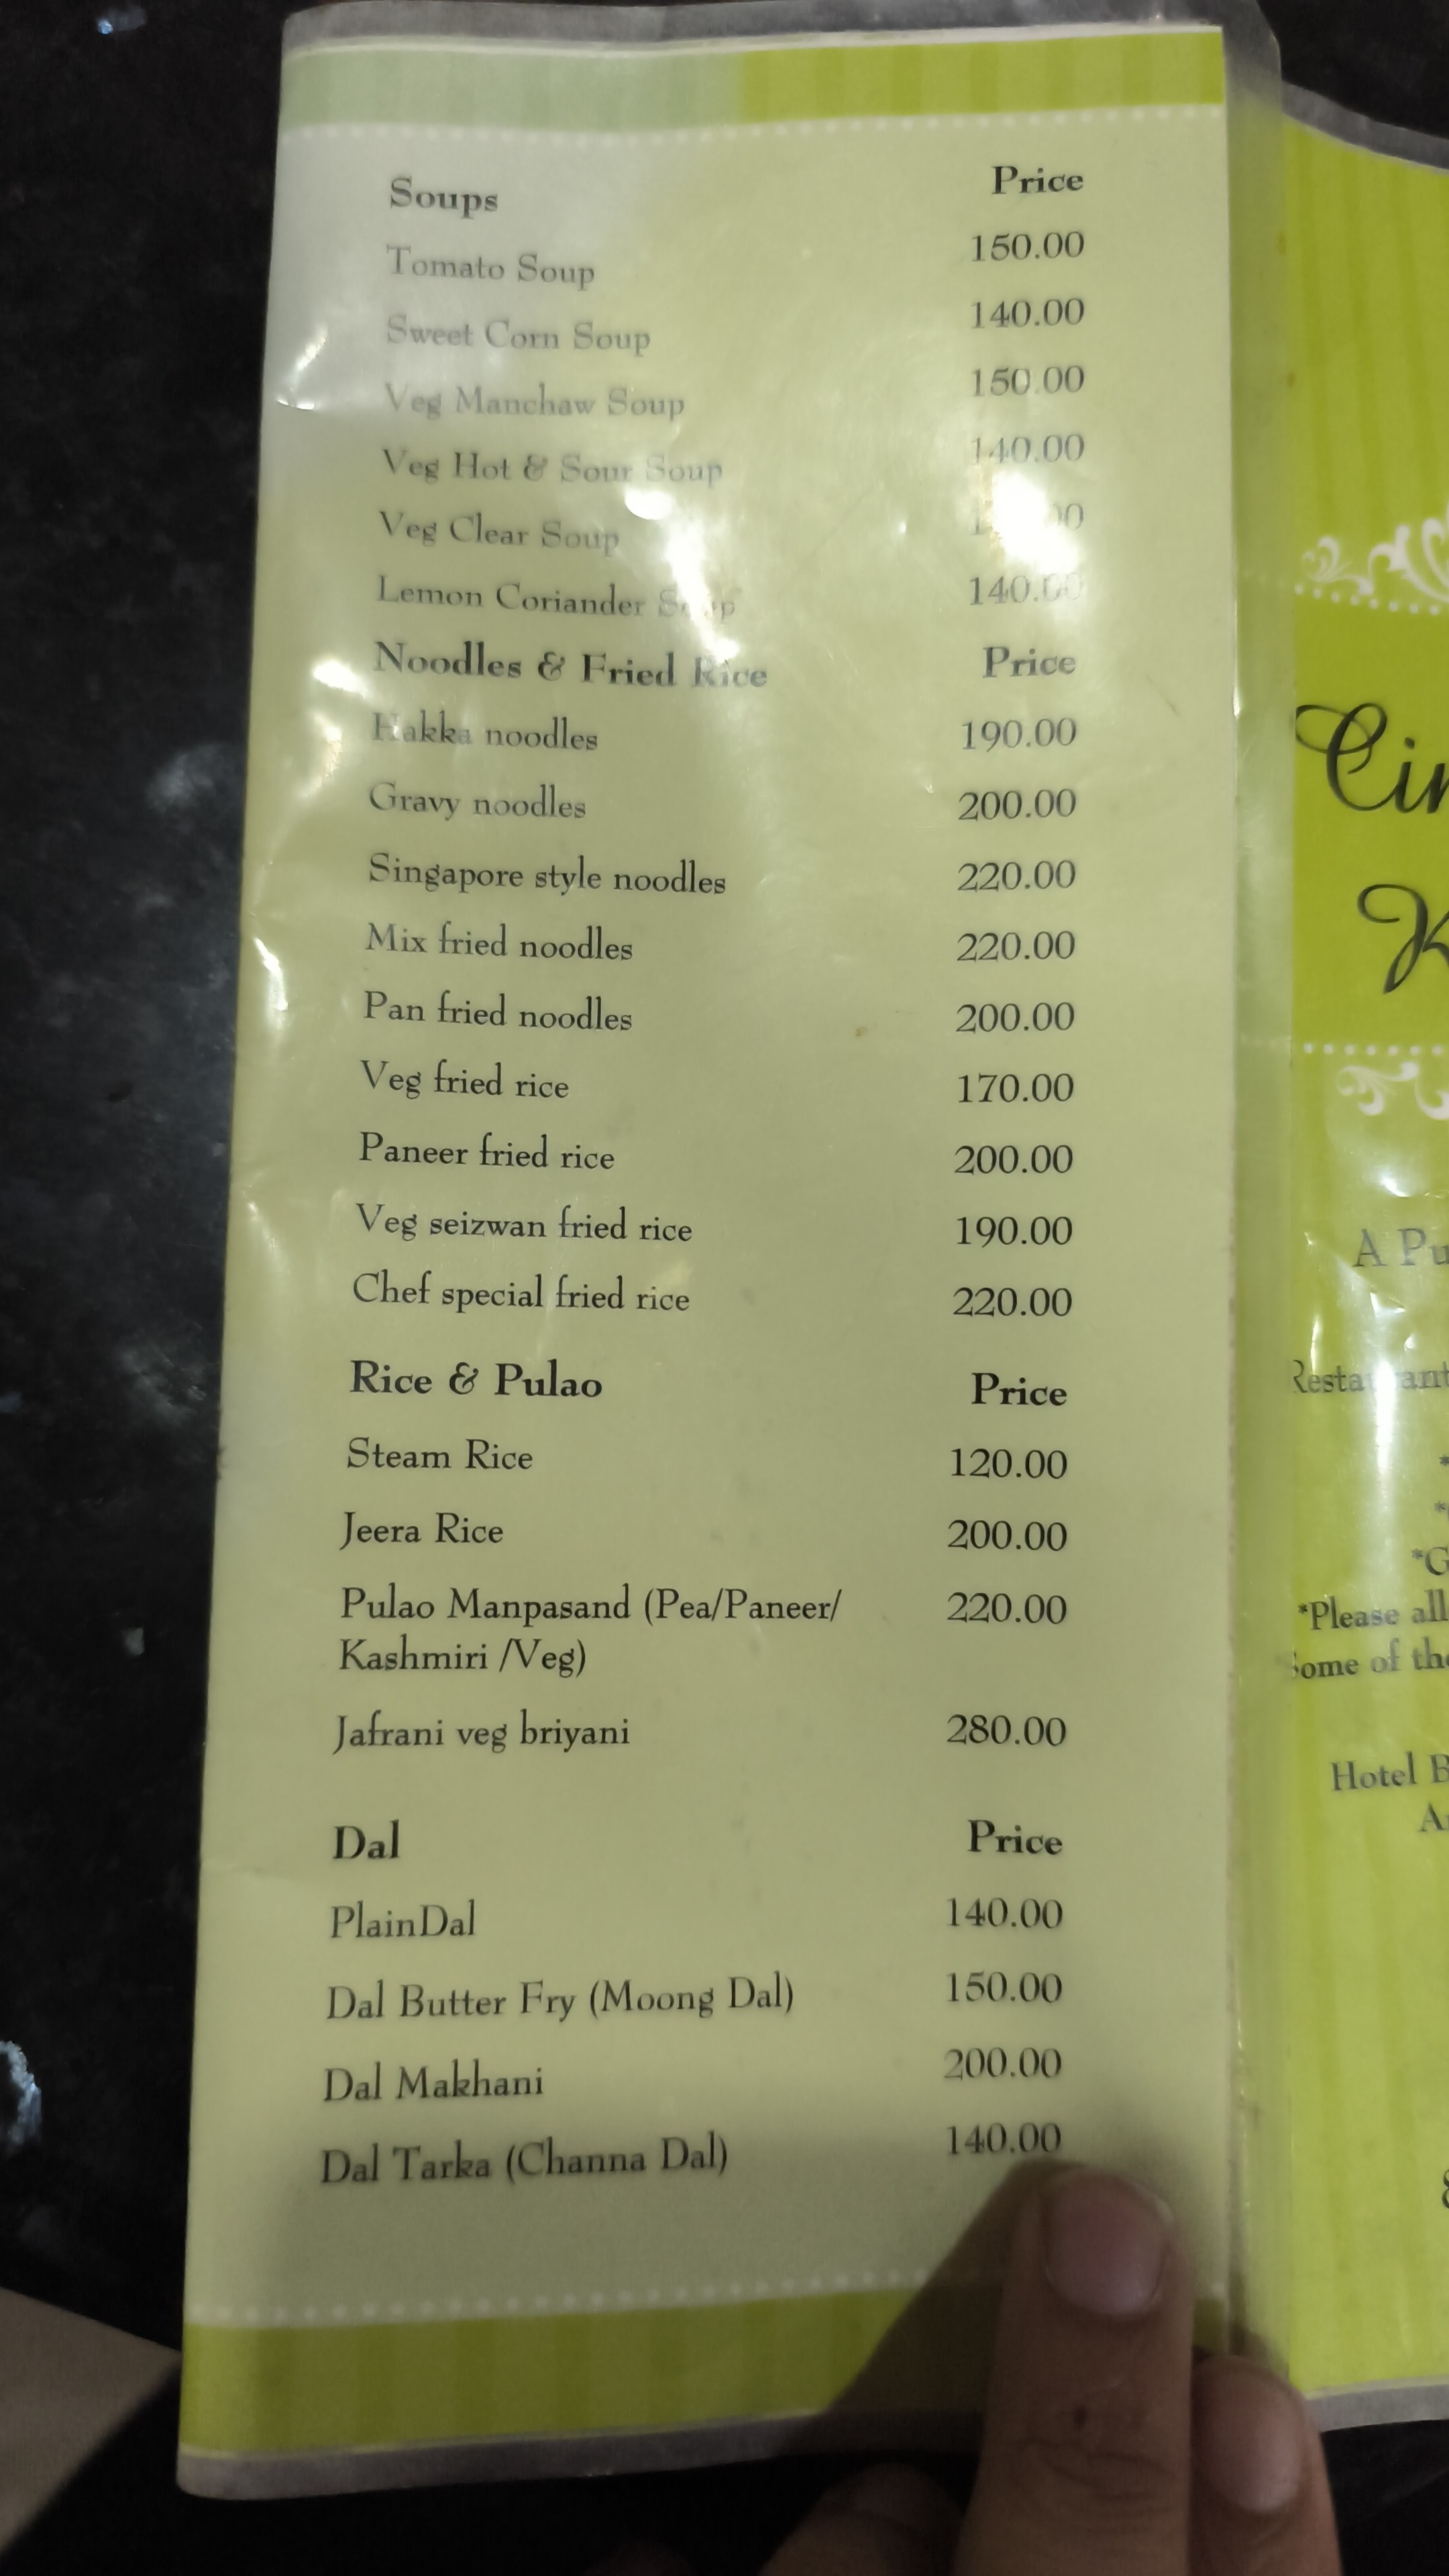 Soups Price
Tomato Soup 150.00
Sweet Corn Soup 140.00
Veg Manchaw Soup 150.00
Veg Hot & Sour Soup 140.00
Veg Clear Soup
Lemon Coriander Soup 140.00
Noodles & Fried Rice Price
Hakka noodles 190.00
Gravy noodles 200.00
Singapore style noodles 220.00
Mix fried noodles 220.00
Pan fried noodles 200.00
Veg fried rice 170.00
Paneer fried rice 200.00
Veg seizwan fried rice 190.00
Chef special fried rice 220.00
Rice & Pulao Price
Steam Rice 120.00
Jeera Rice 200.00
Pulao Manpasand (Pea/Paneer/ 220.00
Kashmiri /Veg)
Jafrani veg briyani 280.00
Dal Price
PlainDal 140.00
Dal Butter Fry (Moong Dal) 150.00
Dal Makhani 200.00
Dal Tarka (Channa Dal) 140.00
A
*Please
of
Hotel